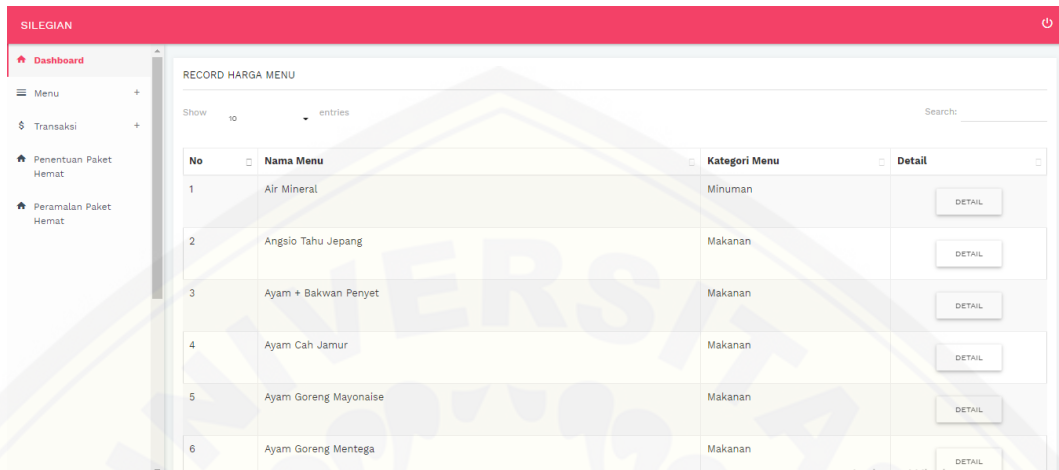 SILEGIAN
Dashboard
Menu +
$ Transaksi +
Penentuan Paket
Hemat
Peramalan Paket
Hemat
RECORD HARGA MENU
Show 10 entries
Search:
No Nama Menu Kategori Menu Detail
1 Air Mineral Minuman DETAIL
2 Angsio Tahu Jepang Makanan DETAIL
3 Ayam + Bakwan Penyet Makanan DETAIL
4 Ayam Cah Jamur Makanan DETAIL
5 Ayam Goreng Mayonaise Makanan DETAIL
6 Ayam Goreng Mentega Makanan DETAIL
NIVERSITA